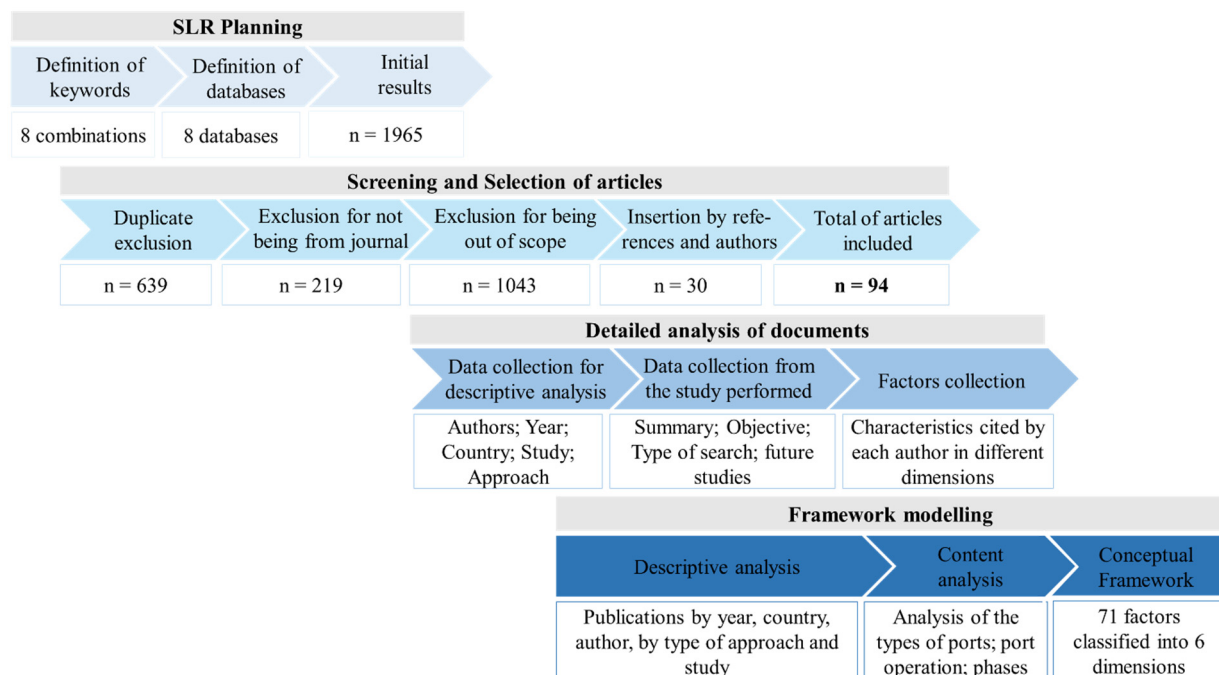 SLR Planning
Definition of
keywords
Definition of
databases
Initial
results
8 combinations
8 databases
n = 1965
Screening and Selection of articles
Duplicate
exclusion
Exclusion for not
being from journal
Exclusion for being
out of scope
Insertion by refe-
rences and authors
Total of articles
included
n = 639
n = 219
n = 1043
n = 30
n = 94
Detailed analysis of documents
Data collection for
descriptive analysis
Data collection from
the study performed
Factors collection
Authors; Year;
Country; Study;
Approach
Summary; Objective;
Type of search; future
studies
Characteristics cited by
each author in different
dimensions
Framework modelling
Descriptive analysis
Content
analysis
Conceptual
Framework
Publications by year, country,
author, by type of approach and
study
Analysis of the
types of ports; port
operation; phases
71 factors
classified into 6
dimensions